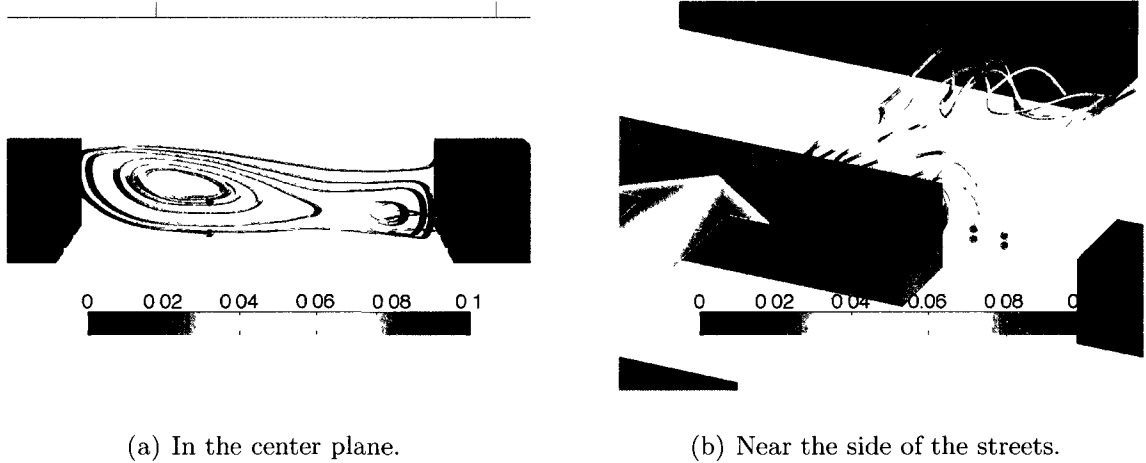 0 0 02 0 04 0 06 0 08 0 1
0 0 02 0 04 0 06 0 08 0
(a) In the center plane.
(b) Near the side of the streets.